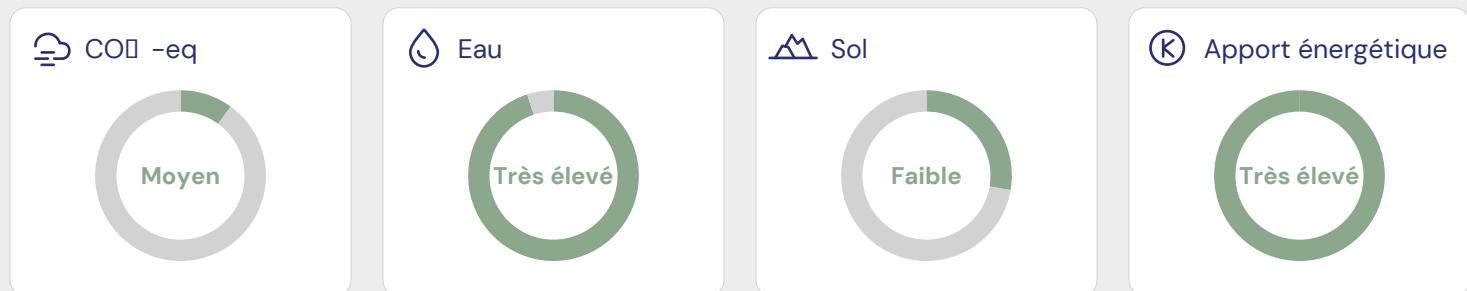 CO▯ -eq
Moyen
Eau
Très élevé
Sol
Faible
Apport énergétique
Très élevé